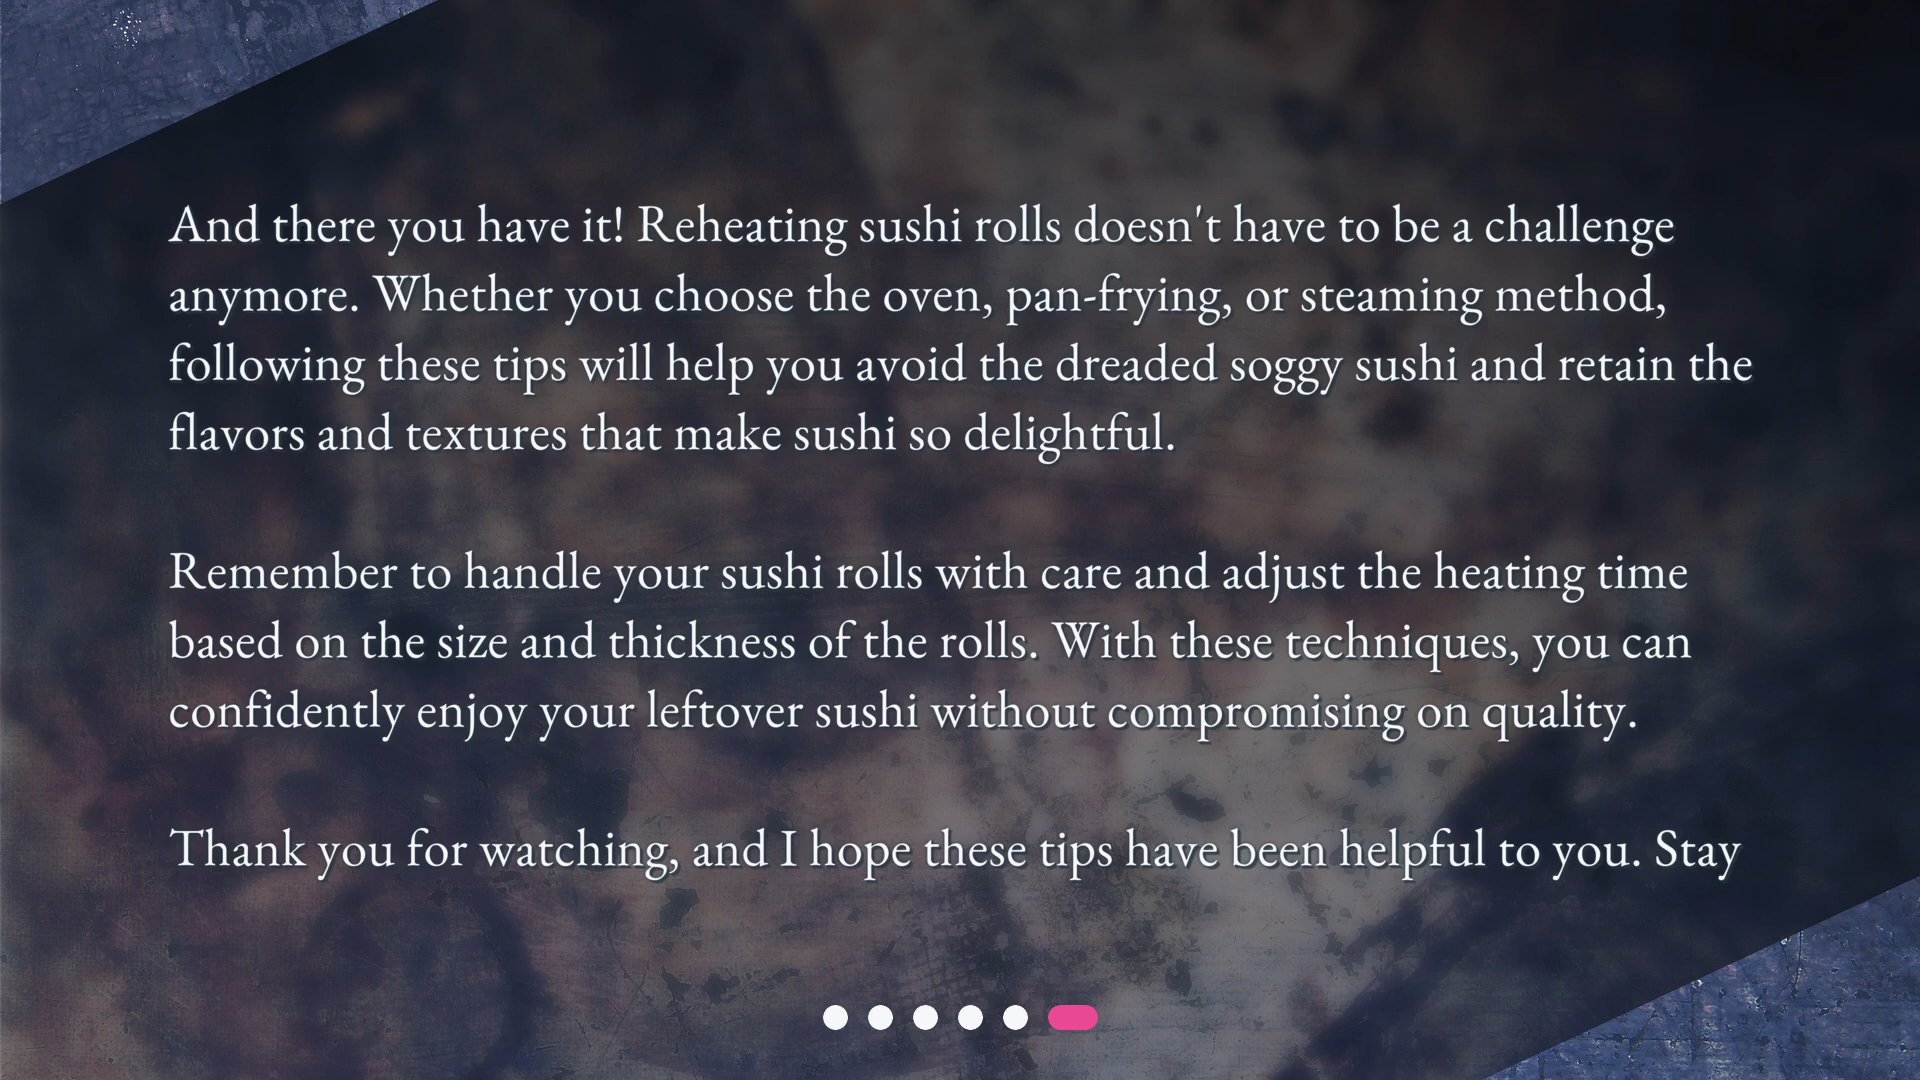 And there you have it! Reheating sushi rolls doesn't have to be a challenge
anymore. Whether you choose the oven, pan-frying, or steaming method,
following these tips will help you avoid the dreaded soggy sushi and retain the
flavors and textures that make sushi so delightful.
Remember to handle your sushi rolls with care and adjust the heating time
based on the size and thickness of the rolls. With these techniques, you can
confidently enjoy your leftover sushi without compromising on quality.
Thank you for watching, and I hope these tips have been helpful to you. Stay